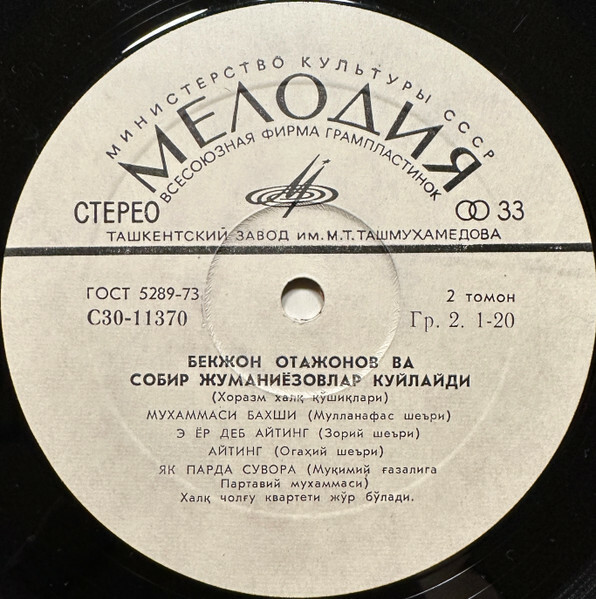 МИНИСТЕРСТВО КУЛЬТУРЫ СССР
МЕЛОДИЯ
ВСЕСОЮЗНАЯ ФИРМА ГРАМПЛАСТИНОК
СТЕРЕО
33
ТАШКЕНТСКИЙ ЗАВОД ИМ. М.Т. ТАШМУХАМЕДОВА
ГОСТ 5289-73
2 томон
С30-11370
Гр. 2. 1-20
БЕКЖОН ОТАЖОНОВ ВА
СОБИР ЖУМАНИЁЗОВЛАР КУЙЛАЙДИ
(Хоразм халқ қўшиқлари)
МУХАММАСИ БАХШИ (Мулланафас шеъри)
Э ЁР ДЕБ АЙТИНГ (Зорий шеъри)
АЙТИНГ (Огаҳий шеъри)
ЯК ПАРДА СУВОРА (Муқимий ғазалига
Партавий мухаммаси)
Халқ чолғу квартети жўр бўлади.